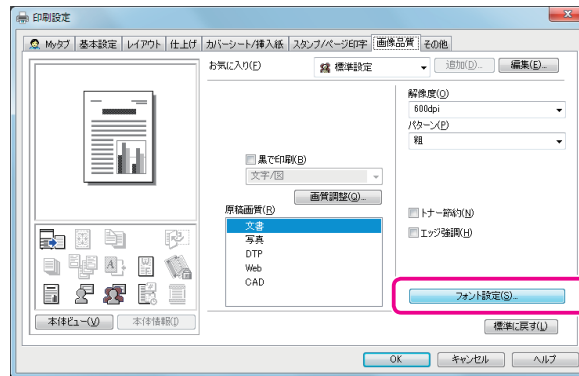 印刷設定
Myタブ 基本設定 レイアウト 仕上げ カバーシート/挿入紙 スタンプ/ページ印字 画像品質 その他
お気に入り(F) 標準設定 追加(D)... 編集(E)...
解像度(O)
600dpi
パターン(P)
粗
黒で印刷(B)
文字/図
画質調整(Q)...
原稿画質(R)
文書
写真
DTP
Web
CAD
トナー節約(N)
エッジ強調(H)
フォント設定(S)...
本体ビュー(V) 本体情報(I)
標準に戻す(L)
OK キャンセル ヘルプ